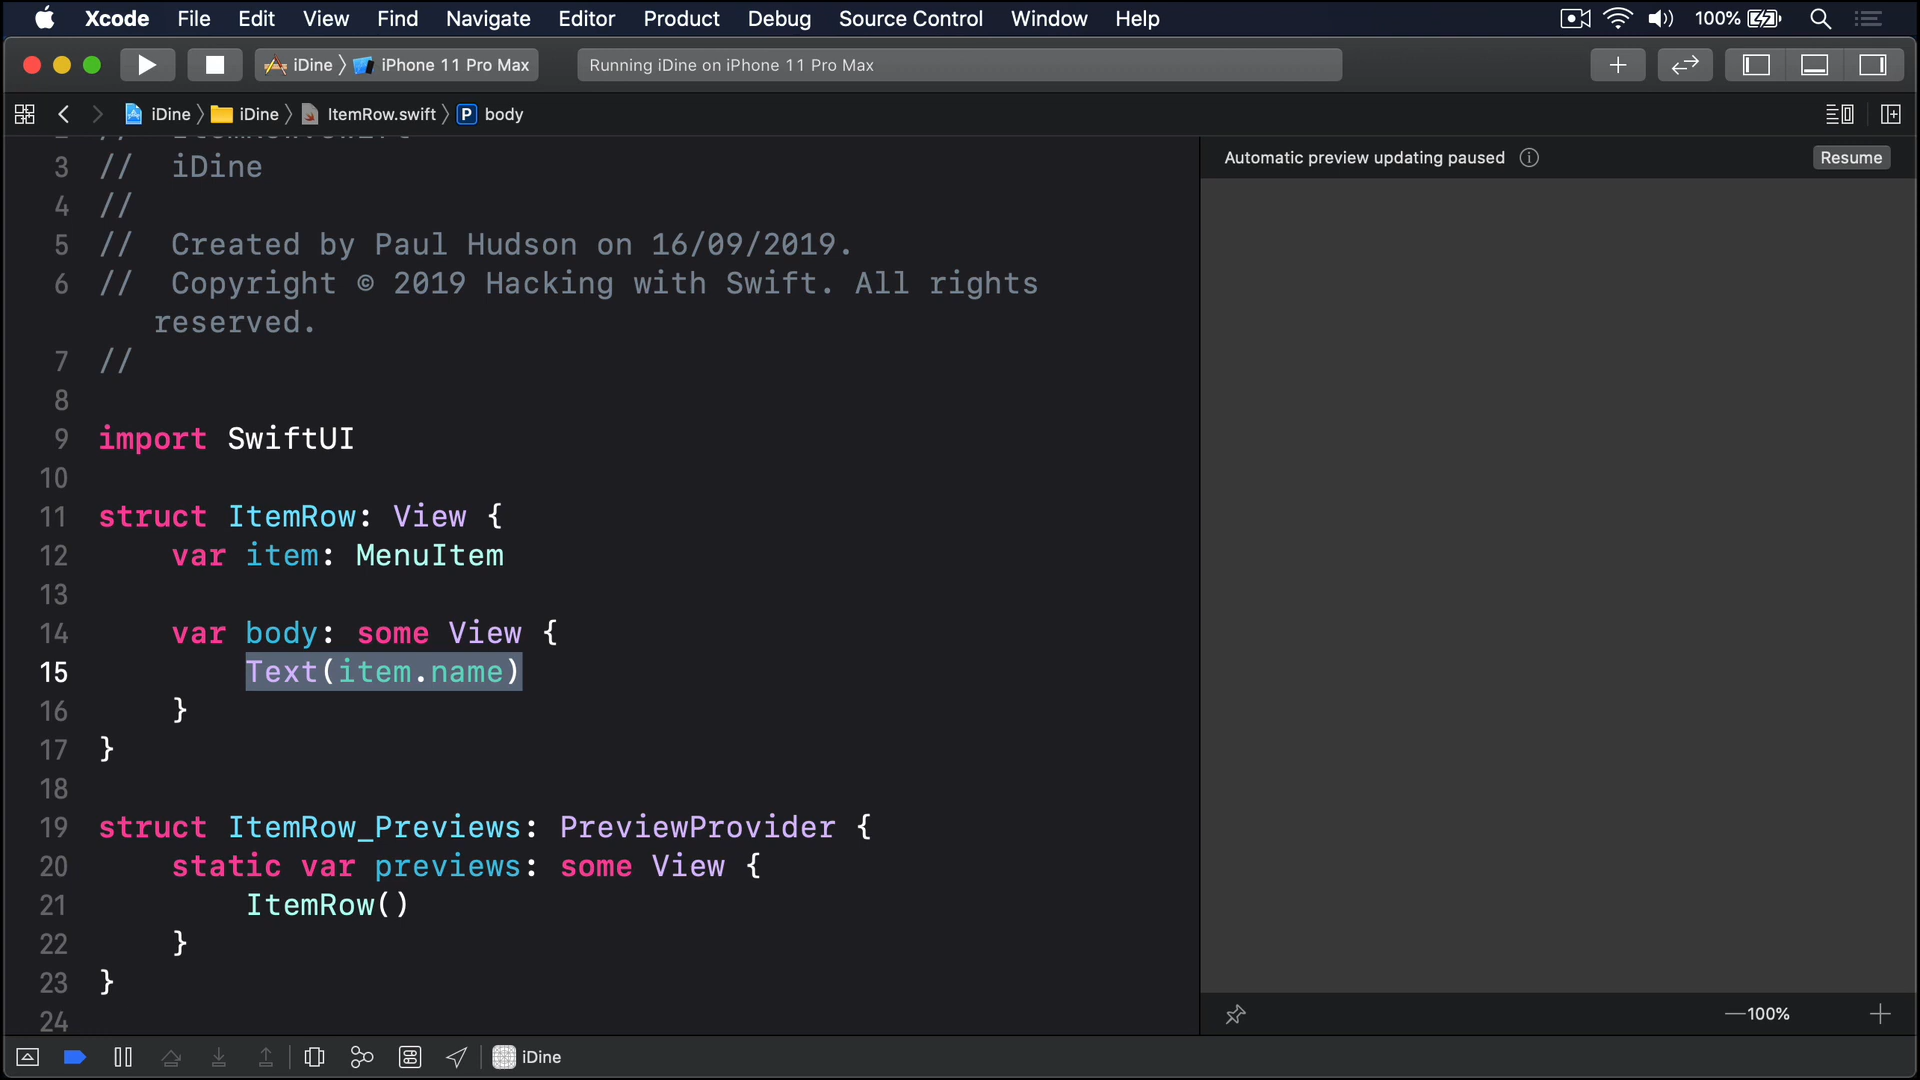 Xcode File Edit View Find Navigate Editor Product Debug Source Control Window Help 100%
iDine iPhone 11 Pro Max Running iDine on iPhone 11 Pro Max
iDine iDine ItemRow.swift P body
Automatic preview updating paused Resume
3 // iDine
4 //
5 // Created by Paul Hudson on 16/09/2019.
6 // Copyright © 2019 Hacking with Swift. All rights
reserved.
7 //
8
9 import SwiftUI
10
11 struct ItemRow: View {
12 var item: MenuItem
13
14 var body: some View {
15 Text(item.name)
16 }
17 }
18
19 struct ItemRow_Previews: PreviewProvider {
20 static var previews: some View {
21 ItemRow()
22 }
23 }
24
100%
iDine